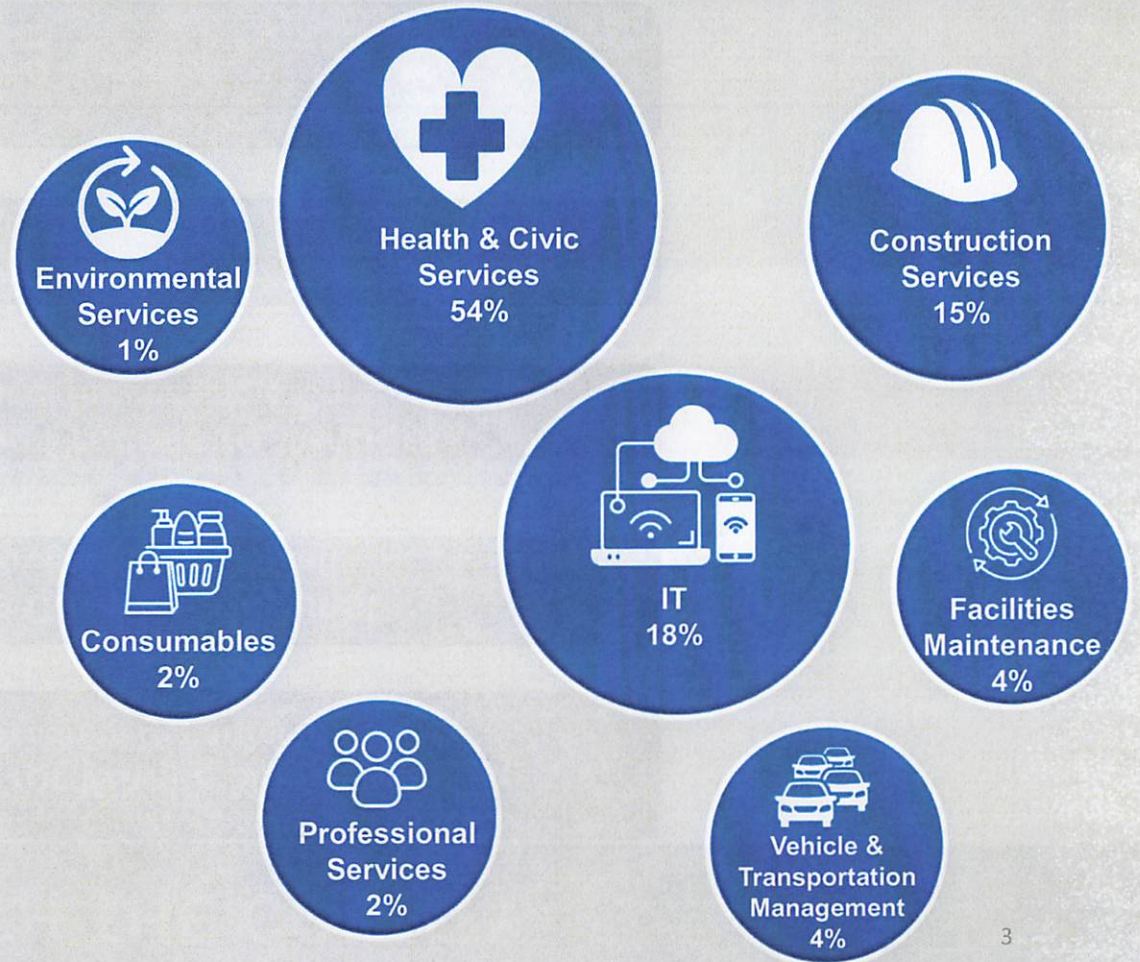 Health & Civic
Services
54%
Construction
Services
15%
Environmental
Services
1%
IT
18%
Consumables
2%
Facilities
Maintenance
4%
Professional
Services
2%
Vehicle &
Transportation
Management
4%
3